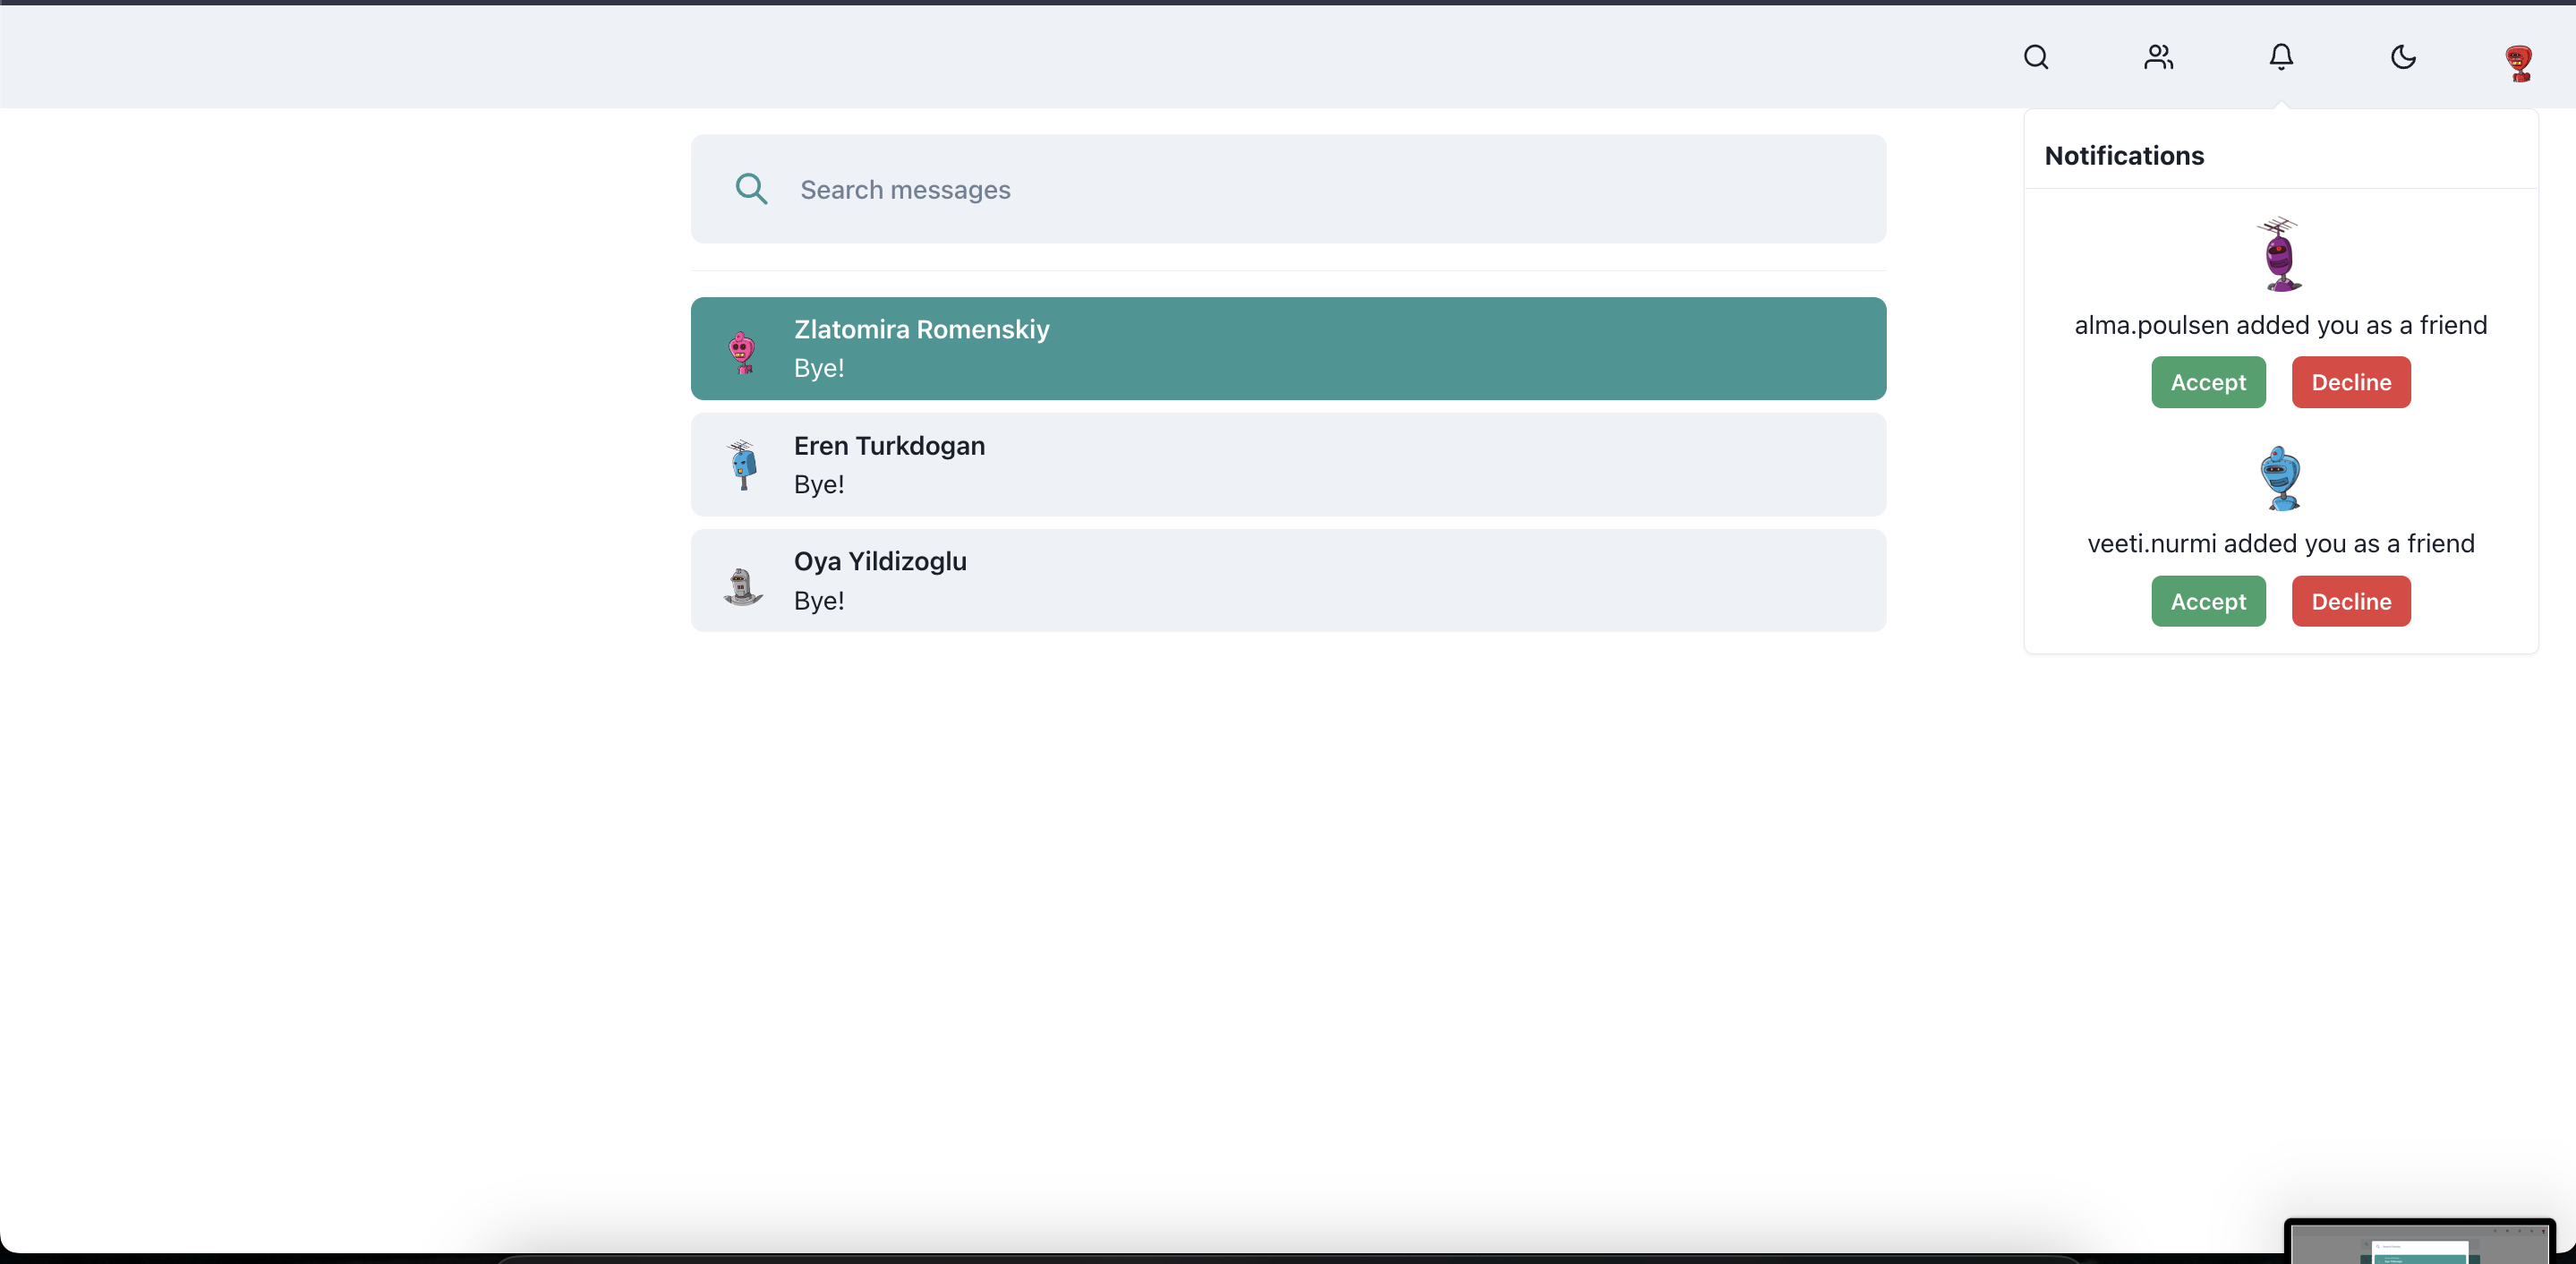 Search messages
Zlatomira Romenskiy
Bye!
Eren Turkdogan
Bye!
Oya Yildizoglu
Bye!
Notifications
alma.poulsen added you as a friend
Accept Decline
veeti.nurmi added you as a friend
Accept Decline